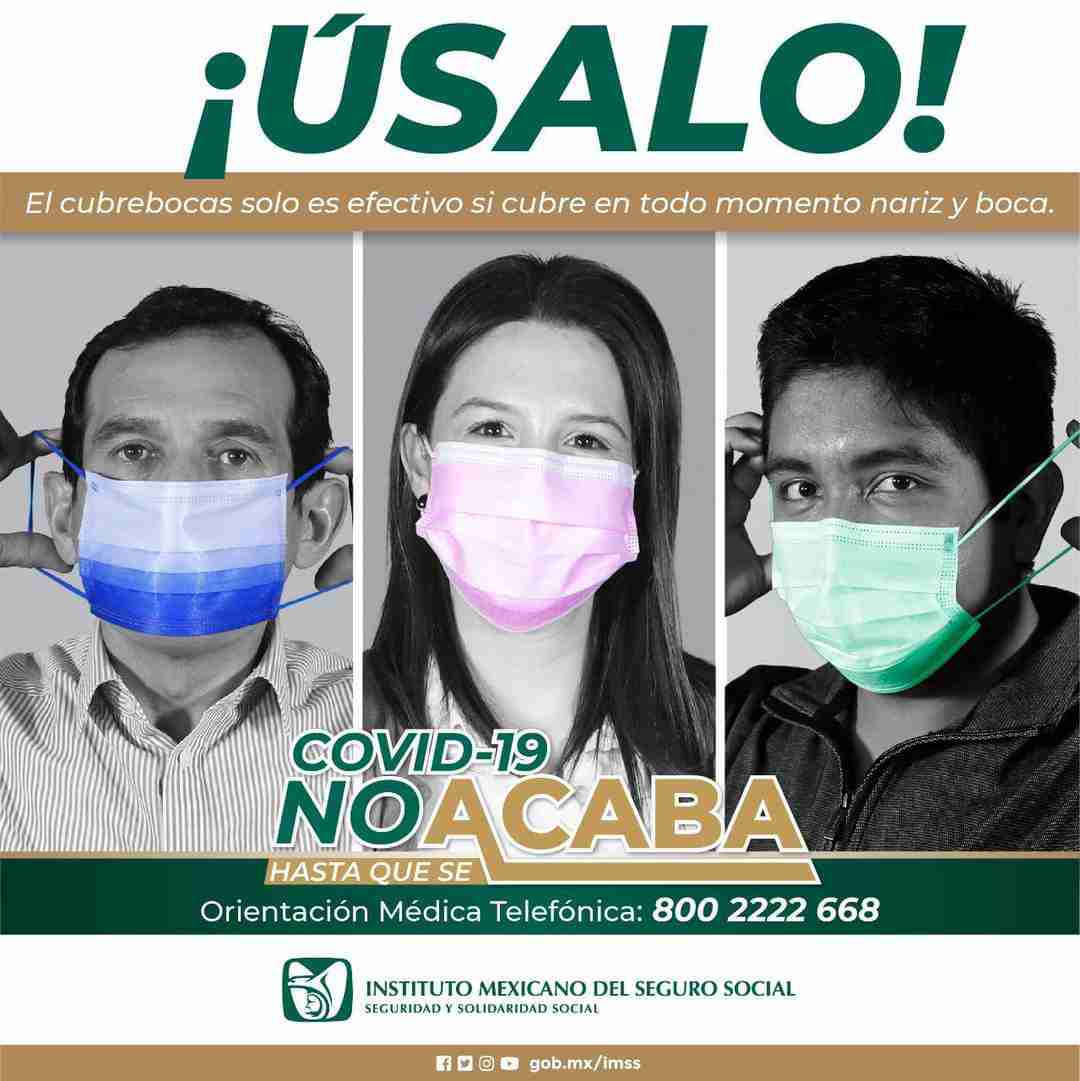 ¡ÚSALO!
El cubrebocas solo es efectivo si cubre en todo momento nariz y boca.
COVID-19
NO ACABA
HASTA QUE SE
Orientación Médica Telefónica: 800 2222 668
INSTITUTO MEXICANO DEL SEGURO SOCIAL
SEGURIDAD Y SOLIDARIDAD SOCIAL
gob.mx/imss